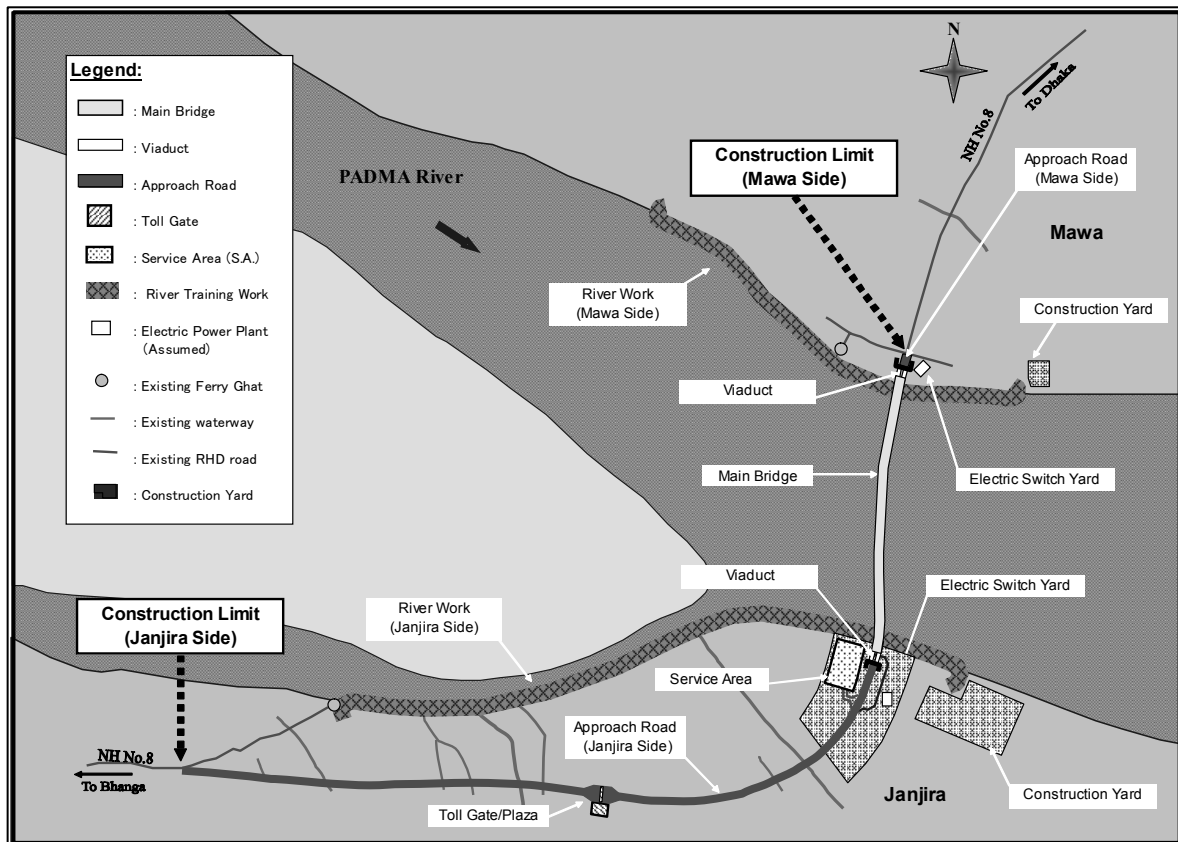 Legend:
: Main Bridge
: Viaduct
: Approach Road
: Toll Gate
: Service Area (S.A.)
: River Training Work
: Electric Power Plant
(Assumed)
: Existing Ferry Ghat
: Existing waterway
: Existing RHD road
: Construction Yard
N
To Dhaka
NH No.8
PADMA River
Construction Limit
(Mawa Side)
Approach Road
(Mawa Side)
Mawa
River Work
(Mawa Side)
Construction Yard
Viaduct
Main Bridge
Electric Switch Yard
Viaduct
Electric Switch Yard
Construction Limit
(Janjira Side)
River Work
(Janjira Side)
Service Area
Approach Road
(Janjira Side)
NH No.8
To Bhanga
Toll Gate/Plaza
Janjira
Construction Yard